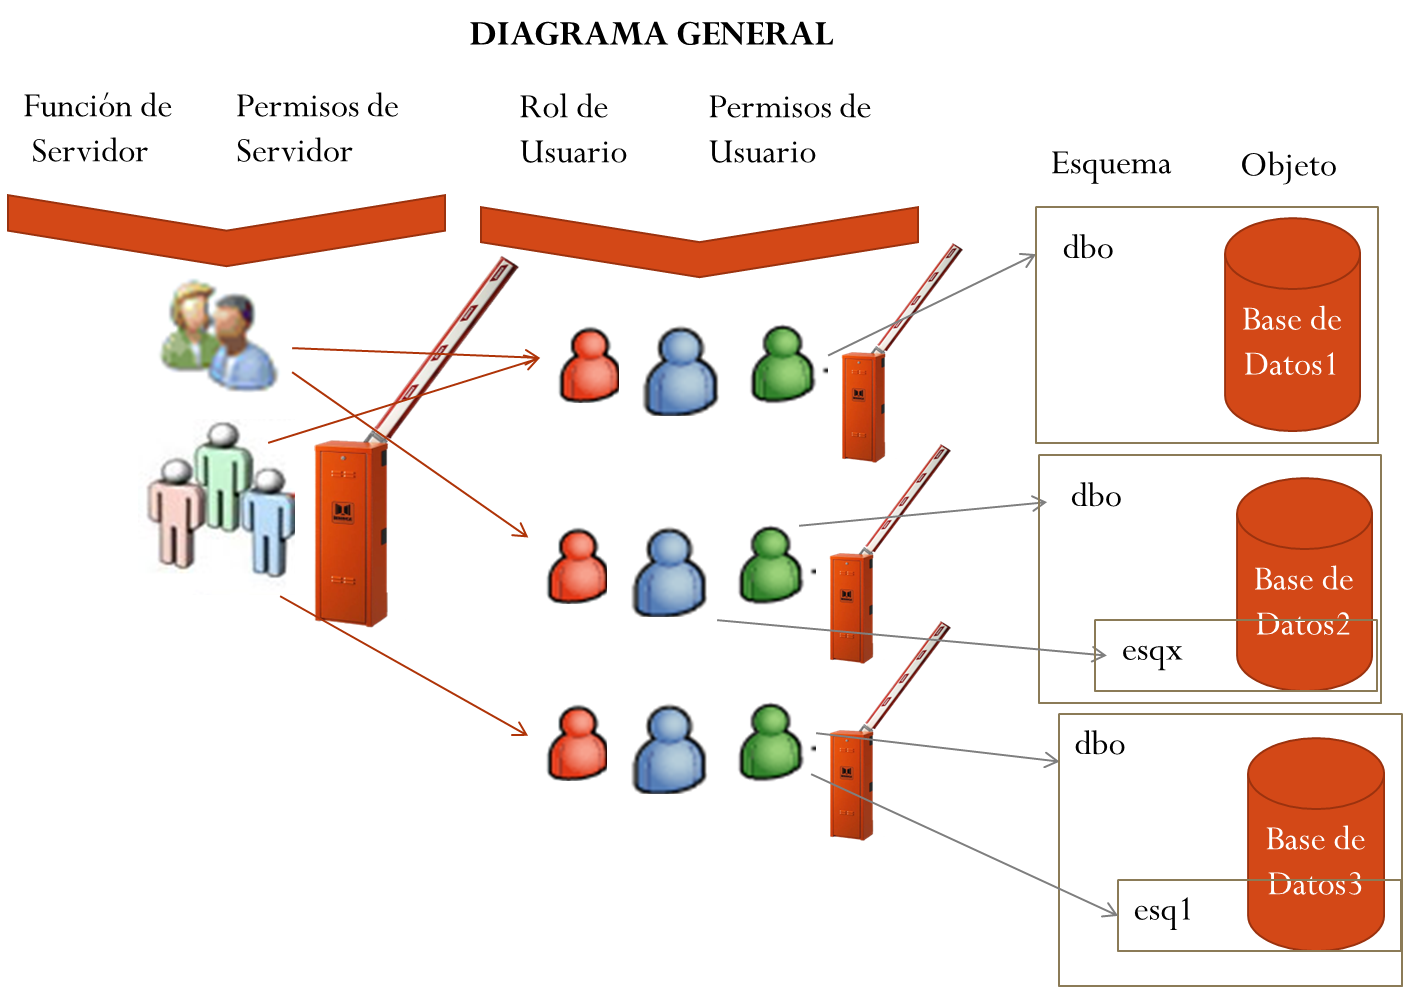 DIAGRAMA GENERAL
Función de
Servidor
Permisos de
Servidor
Rol de
Usuario
Permisos de
Usuario
Esquema
Objeto
dbo
Base de
Datos1
dbo
Base de
Datos2
esqx
dbo
Base de
Datos3
esq1